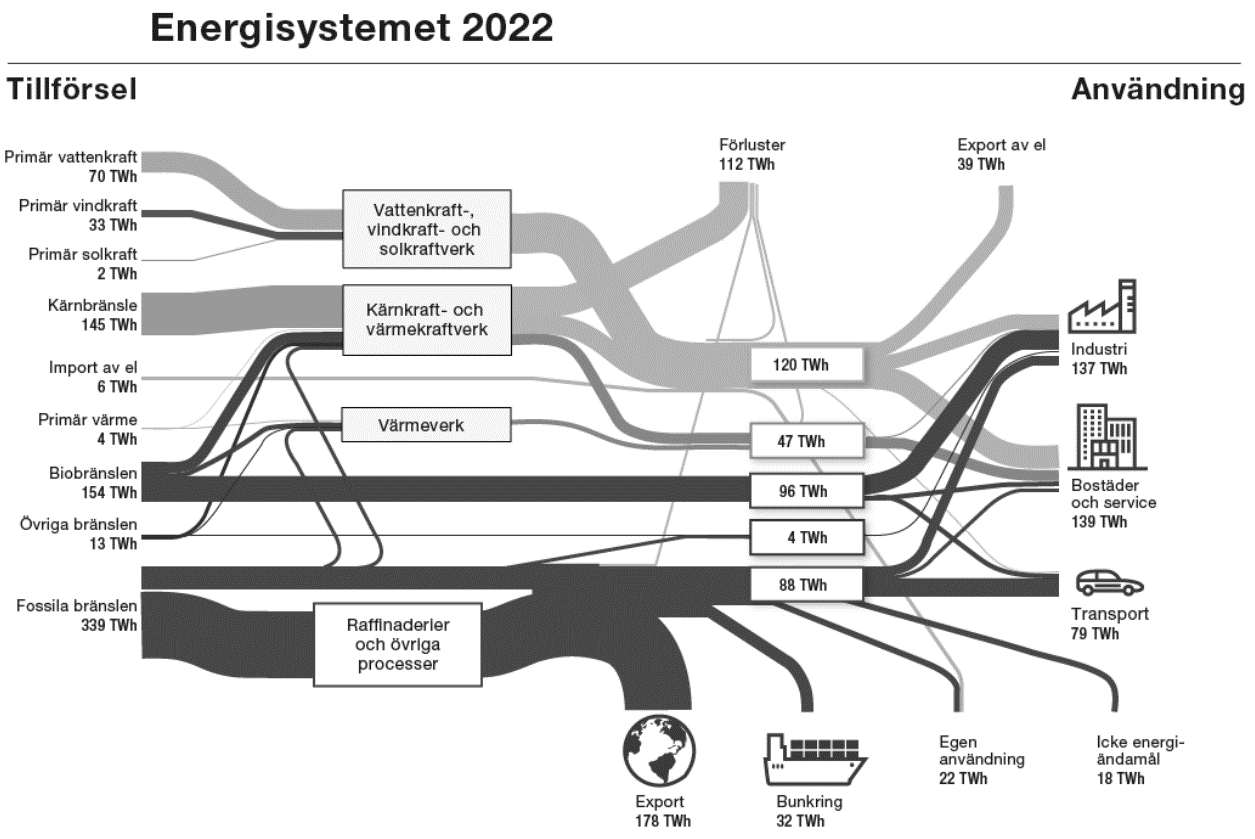 Energisystemet 2022
Tillförsel
Användning
Primär vattenkraft
70 TWh
Primär vindkraft
33 TWh
Primär solkraft
2 TWh
Kärnbränsle
145 TWh
Import av el
6 TWh
Primär värme
4 TWh
Biobränslen
154 TWh
Övriga bränslen
13 TWh
Fossila bränslen
339 TWh
Vattenkraft-,
vindkraft- och
solkraftverk
Kärnkraft- och
värmekraftverk
Värmeverk
Raffinaderier
och övriga
processer
Förluster
112 TWh
Export av el
39 TWh
120 TWh
47 TWh
96 TWh
4 TWh
88 TWh
Industri
137 TWh
Bostäder
och service
139 TWh
Transport
79 TWh
Export
178 TWh
Bunkring
32 TWh
Egen
användning
22 TWh
Icke energi-
ändamål
18 TWh